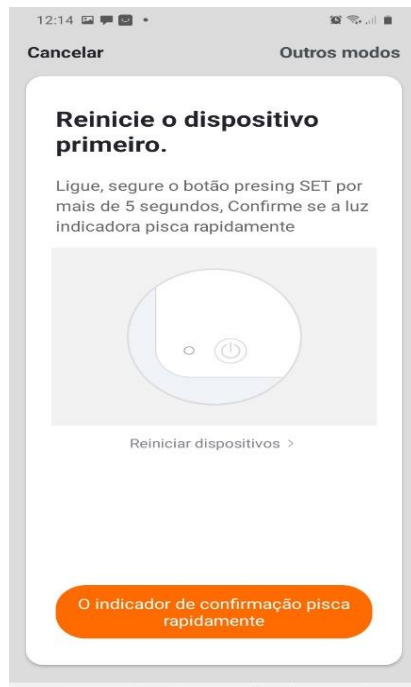 12:14
Cancelar
Outros modos
Reinicie o dispositivo
primeiro.
Ligue, segure o botão presing SET por
mais de 5 segundos, Confirme se a luz
indicadora pisca rapidamente
Reiniciar dispositivos >
O indicador de confirmação pisca
rapidamente